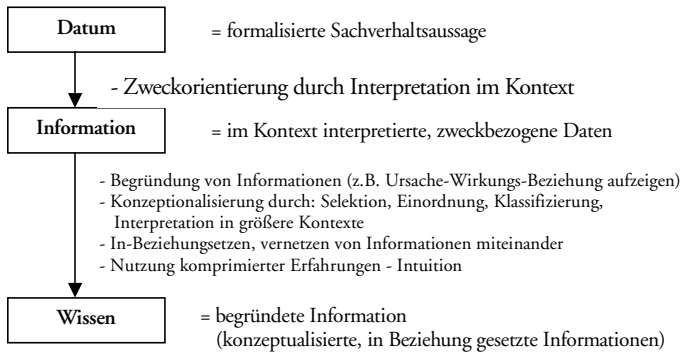 Datum = formalisierte Sachverhaltsaussage
- Zweckorientierung durch Interpretation im Kontext
Information = im Kontext interpretierte, zweckbezogene Daten
- Begründung von Informationen (z.B. Ursache-Wirkungs-Beziehung aufzeigen)
- Konzeptionalisierung durch: Selektion, Einordnung, Klassifizierung,
Interpretation in größere Kontexte
- In-Beziehungsetzen, vernetzen von Informationen miteinander
- Nutzung komprimierter Erfahrungen - Intuition
Wissen = begründete Information
(konzeptualisierte, in Beziehung gesetzte Informationen)